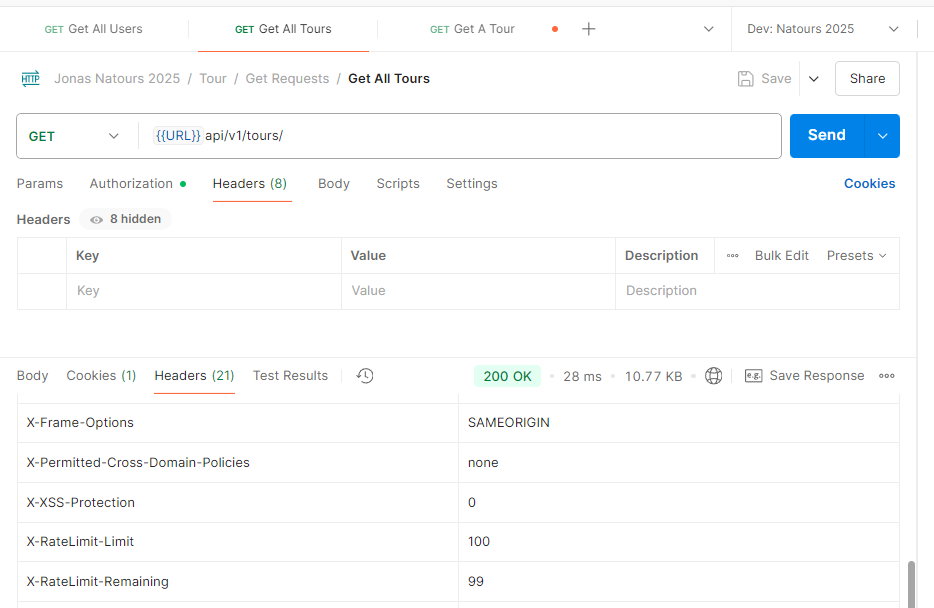 GET Get All Users GET Get All Tours GET Get A Tour Dev: Natours 2025
HTTP Jonas Natours 2025 / Tour / Get Requests / Get All Tours Save Share
GET {{URL}} api/v1/tours/ Send
Params Authorization Headers (8) Body Scripts Settings Cookies
Headers 8 hidden
Key Value Description Bulk Edit Presets
Key Value Description
Body Cookies (1) Headers (21) Test Results 200 OK 28 ms 10.77 KB e.g. Save Response
X-Frame-Options SAMEORIGIN
X-Permitted-Cross-Domain-Policies none
X-XSS-Protection 0
X-RateLimit-Limit 100
X-RateLimit-Remaining 99